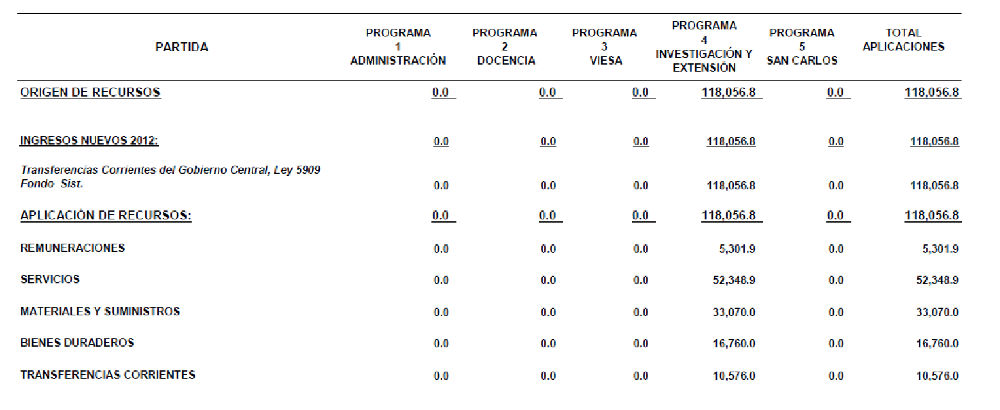 PARTIDA PROGRAMA 1 ADMINISTRACIÓN PROGRAMA 2 DOCENCIA PROGRAMA 3 VIESA PROGRAMA 4 INVESTIGACIÓN Y EXTENSIÓN PROGRAMA 5 SAN CARLOS TOTAL APLICACIONES
ORIGEN DE RECURSOS 0.0 0.0 0.0 118,056.8 0.0 118,056.8
INGRESOS NUEVOS 2012: 0.0 0.0 0.0 118,056.8 0.0 118,056.8
Transferencias Corrientes del Gobierno Central, Ley 5909
Fondo Sist. 0.0 0.0 0.0 118,056.8 0.0 118,056.8
APLICACIÓN DE RECURSOS: 0.0 0.0 0.0 118,056.8 0.0 118,056.8
REMUNERACIONES 0.0 0.0 0.0 5,301.9 0.0 5,301.9
SERVICIOS 0.0 0.0 0.0 52,348.9 0.0 52,348.9
MATERIALES Y SUMINISTROS 0.0 0.0 0.0 33,070.0 0.0 33,070.0
BIENES DURADEROS 0.0 0.0 0.0 16,760.0 0.0 16,760.0
TRANSFERENCIAS CORRIENTES 0.0 0.0 0.0 10,576.0 0.0 10,576.0